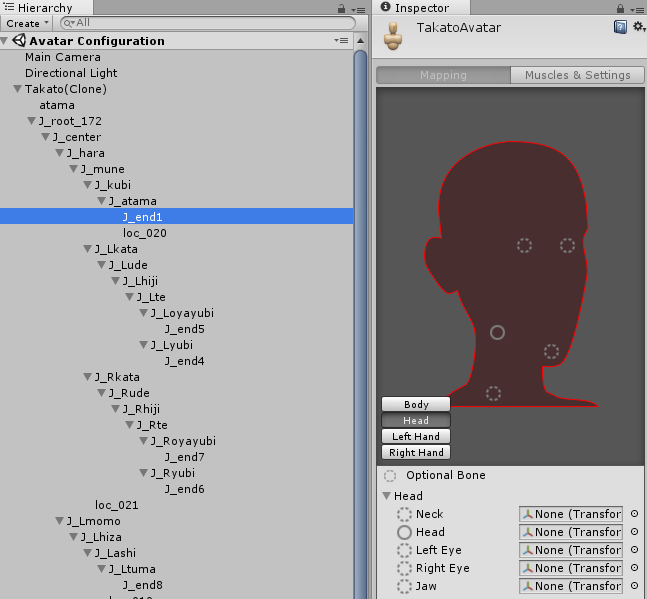 Hierarchy
Create
All
Avatar Configuration
Main Camera
Directional Light
Takato(Clone)
atama
J_root_172
J_center
J_hara
J_mune
J_kubi
J_atama
J_end1
loc_020
J_Lkata
J_Lude
J_Lhiji
J_Lte
J_Loyayubi
J_end5
J_Lyubi
J_end4
J_Rkata
J_Rude
J_Rhiji
J_Rte
J_Royayubi
J_end7
J_Ryubi
J_end6
loc_021
J_Lmomo
J_Lhiza
J_Lashi
J_Ltuma
J_end8
Inspector
TakatoAvatar
Mapping
Muscles & Settings
Body
Head
Left Hand
Right Hand
Optional Bone
Head
Neck None (Transfor
Head None (Transfor
Left Eye None (Transfor
Right Eye None (Transfor
Jaw None (Transfor